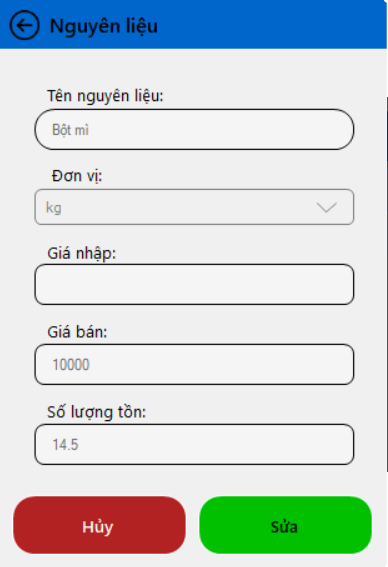 Nguyên liệu
Tên nguyên liệu:
Bột mì
Đơn vị:
kg
Giá nhập:
Giá bán:
10000
Số lượng tồn:
14.5
Hủy
Sửa